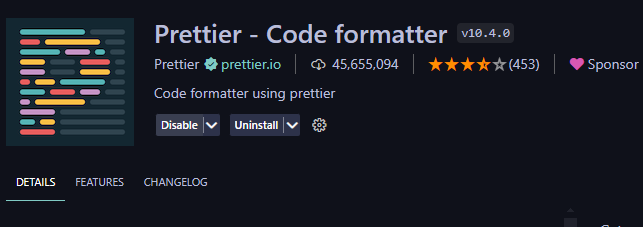 Prettier - Code formatter v10.4.0
Prettier prettier.io 45,655,094 (453) Sponsor
Code formatter using prettier
Disable Uninstall
DETAILS FEATURES CHANGELOG